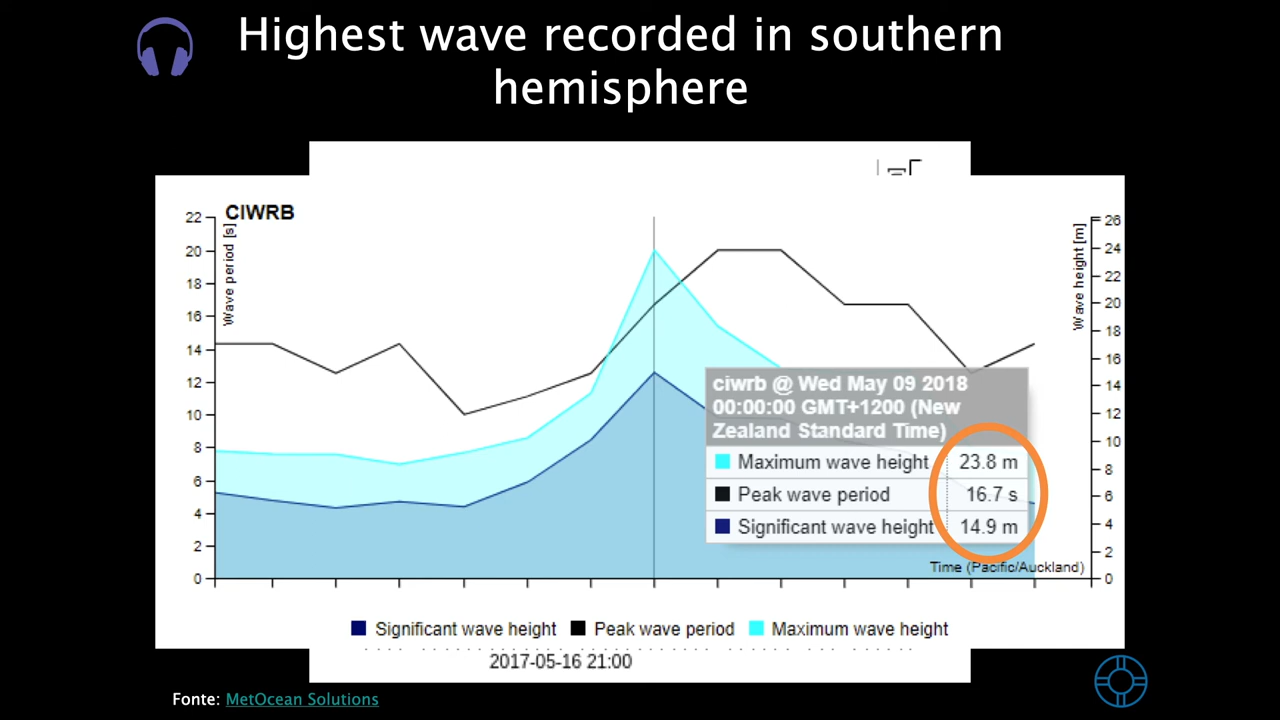 Highest wave recorded in southern
hemisphere
CIWRB
Wave period [s]
22
20
18
16
14
12
10
8
6
4
2
0
Wave height [m]
26
24
22
20
18
16
14
12
10
8
6
4
2
0
ciwrb @ Wed May 09 2018
00:00:00 GMT+1200 (New
Zealand Standard Time)
Maximum wave height 23.8 m
Peak wave period 16.7 s
Significant wave height 14.9 m
Time (Pacific/Auckland)
Significant wave height Peak wave period Maximum wave height
2017-05-16 21:00
Fonte: MetOcean Solutions